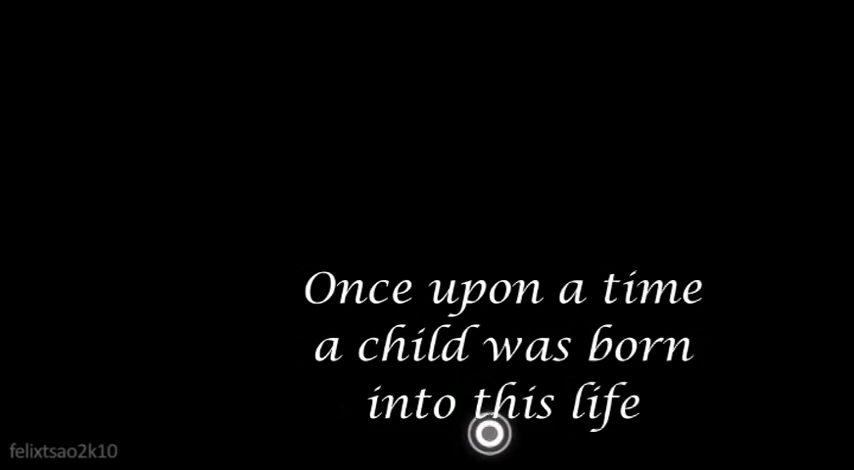 Once upon a time
a child was born
into this life
felixtsao2k10